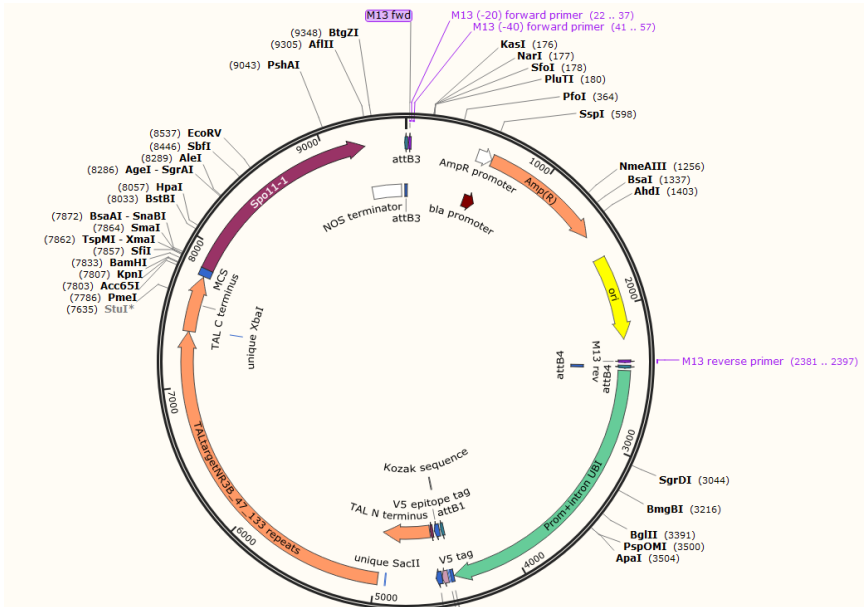 M13 fwd
M13 (-20) forward primer (22 .. 37)
M13 (-40) forward primer (41 .. 57)
(9348) BtgZI
(9305) AflII
(9043) PshAI
KasI (176)
NarI (177)
SfoI (178)
PluTI (180)
PfoI (364)
SspI (598)
(8537) EcoRV
(8446) SbfI
(8289) AleI
(8286) AgeI - SgrAI
(8057) HpaI
(8033) BstBI
(7872) BsaAI - SnaBI
(7864) SmaI
(7862) TspMI - XmaI
(7857) SfiI
(7833) BamHI
(7807) KpnI
(7803) Acc65I
(7786) PmeI
(7635) StuI*
NmeAIII (1256)
BsaI (1337)
AhdI (1403)
M13 reverse primer (2381 .. 2397)
SgrDI (3044)
BmgBI (3216)
BglII (3391)
PspOMI (3500)
ApaI (3504)
9000
1000
2000
3000
4000
5000
6000
7000
8000
attB3
AmpR promoter
Amp(R)
bla promoter
NOS terminator
attB3
Spo11-1
MCS
TAL C terminus
unique XbaI
ori
M13 rev
attB4
attB4
Prom+intron UBI
Kozak sequence
V5 epitope tag
TAL N terminus
attB1
V5 tag
unique SacII
TALtargetNR3B_47_133 repeats